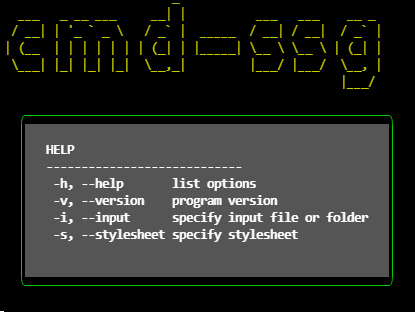 cmd-ssg
HELP
----------------------------
-h, --help      list options
-v, --version   program version
-i, --input     specify input file or folder
-s, --stylesheet specify stylesheet